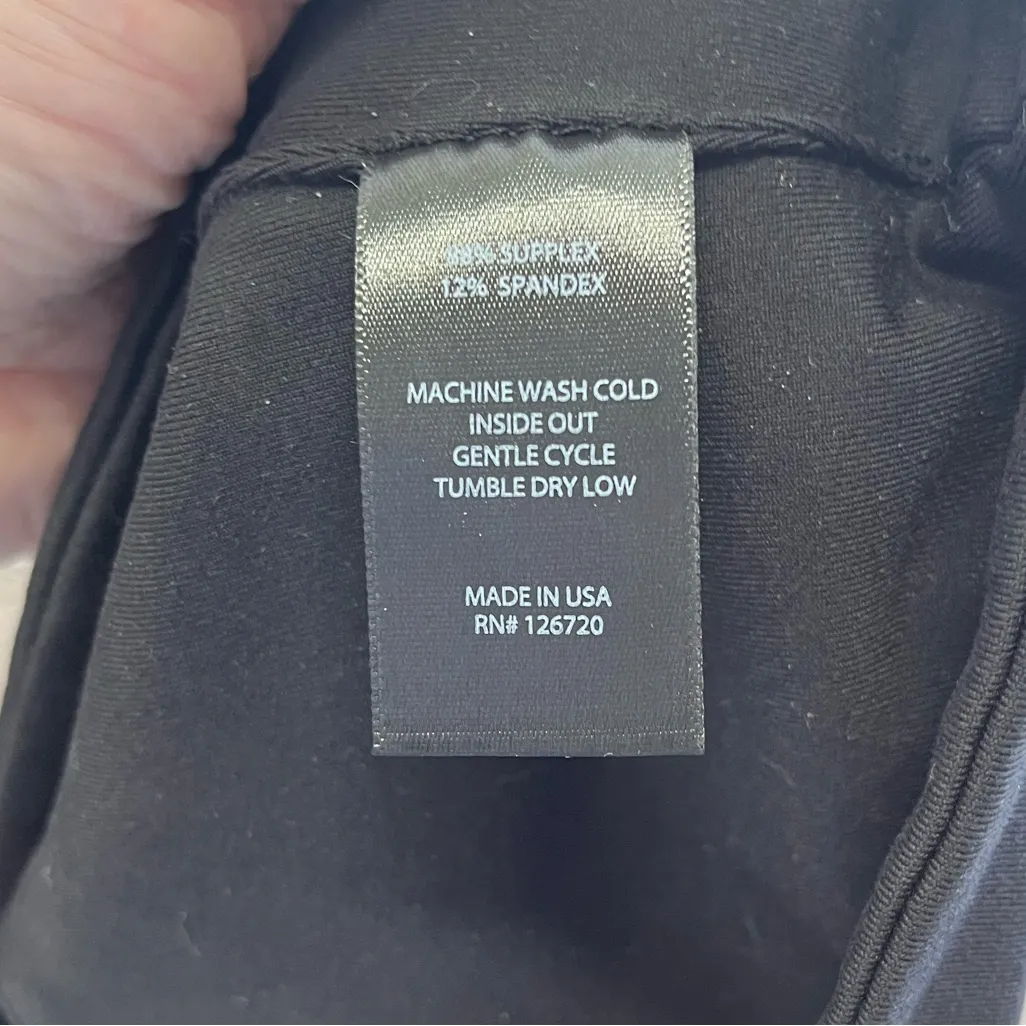 88% SUPPLEX
12% SPANDEX
MACHINE WASH COLD
INSIDE OUT
GENTLE CYCLE
TUMBLE DRY LOW
MADE IN USA
RN# 126720